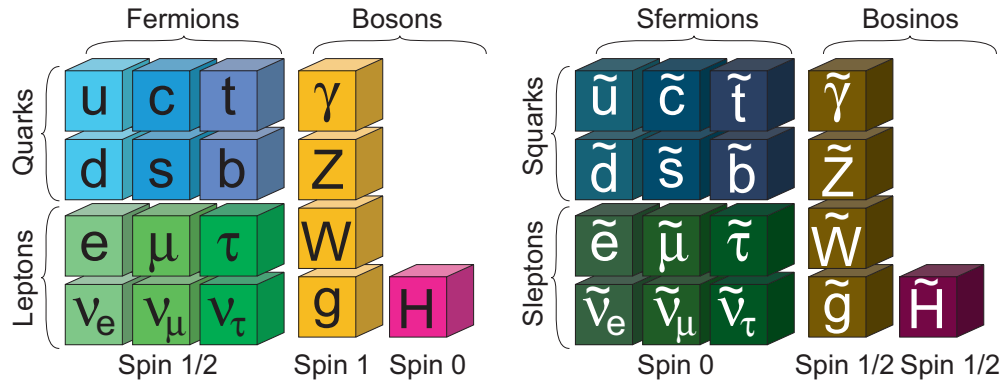 Fermions Bosons Sfermions Bosinos
Quarks u c t γ Squarks ũ c̃ t̃ γ̃
d s b Z d̃ s̃ b̃ Z̃
Leptons e μ τ W Sleptons ẽ μ̃ τ̃ W̃
νe νμ ντ g H ν̃e ν̃μ ν̃τ g̃ H̃
Spin 1/2 Spin 1 Spin 0 Spin 0 Spin 1/2 Spin 1/2